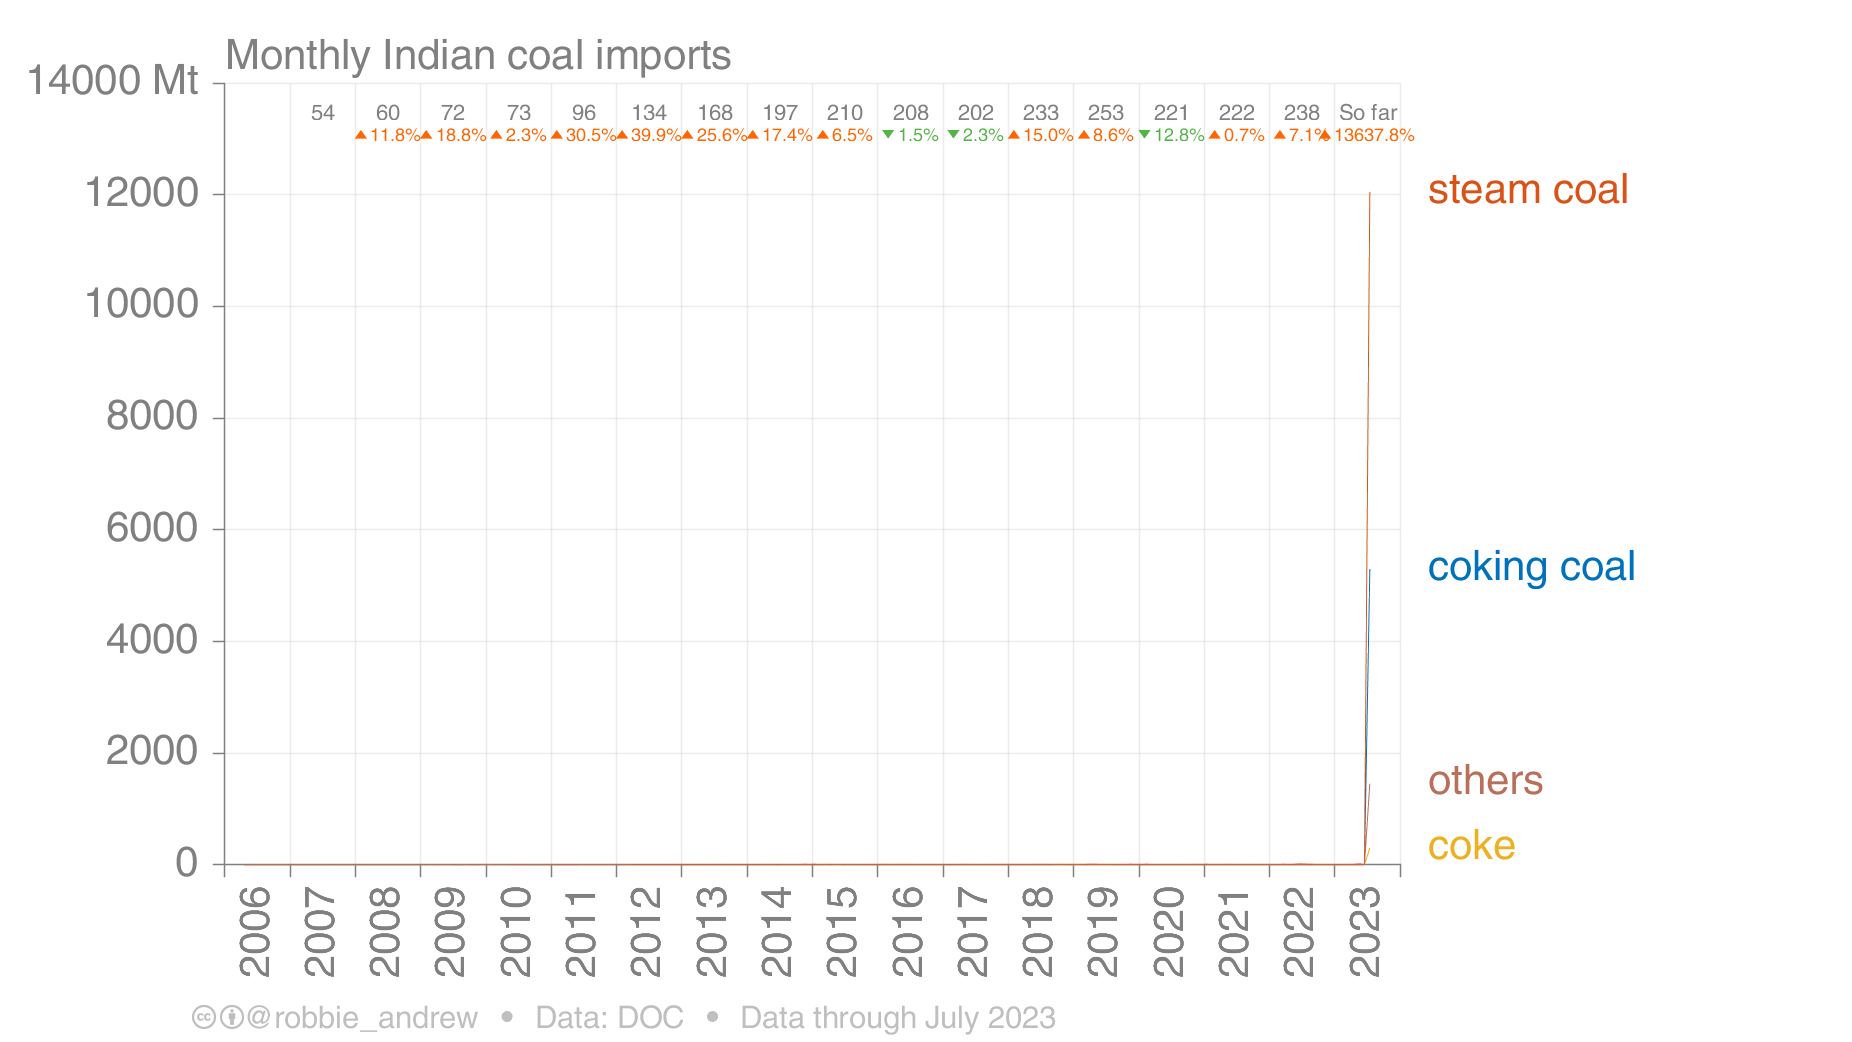 Monthly Indian coal imports
14000 Mt
54 60 72 73 96 134 168 197 210 208 202 233 253 221 222 238 So far
▲ 11.8% ▲ 18.8% ▲ 2.3% ▲ 30.5% ▲ 39.9% ▲ 25.6% ▲ 17.4% ▲ 6.5% ▼ 1.5% ▼ 2.3% ▲ 15.0% ▲ 8.6% ▼ 12.8% ▲ 0.7% ▲ 7.1% ▲ 13637.8%
12000
steam coal
10000
8000
6000
coking coal
4000
2000
others
coke
0
2006 2007 2008 2009 2010 2011 2012 2013 2014 2015 2016 2017 2018 2019 2020 2021 2022 2023
cc @robbie_andrew • Data: DOC • Data through July 2023